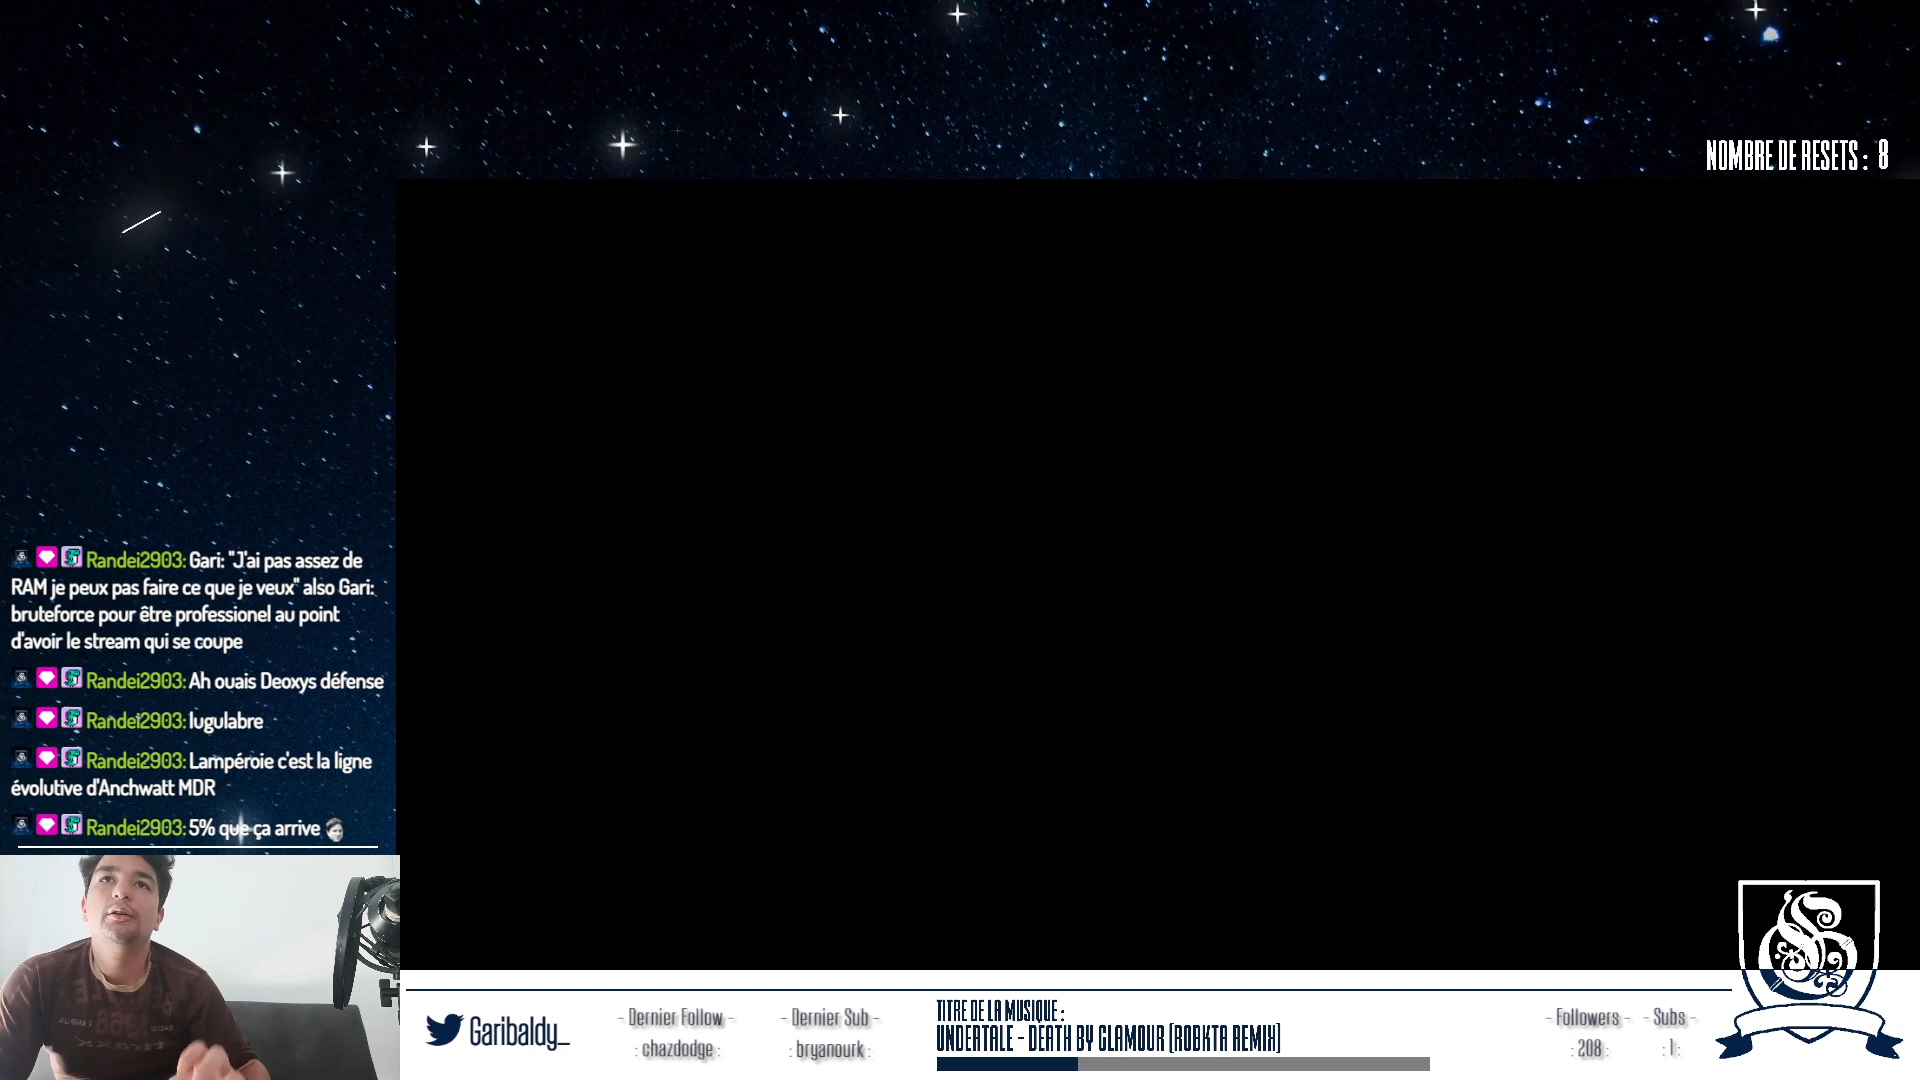 NOMBRE DE RESETS : 8
Randei2903: Gari: "J'ai pas assez de
RAM je peux pas faire ce que je veux" also Gari:
bruteforce pour être professionel au point
d'avoir le stream qui se coupe
Randei2903: Ah ouais Deoxys défense
Randei2903: lugulabre
Randei2903: Lampéroie c'est la ligne
évolutive d'Anchwatt MDR
Randei2903: 5% que ça arrive
Garibaldy_
- Dernier Follow -
: chazdodge :
- Dernier Sub -
: bryanourk :
TITRE DE LA MUSIQUE :
UNDERTALE - DEATH BY GLAMOUR (ROBKTA REMIX)
- Followers -
: 208 :
- Subs -
: 1 :